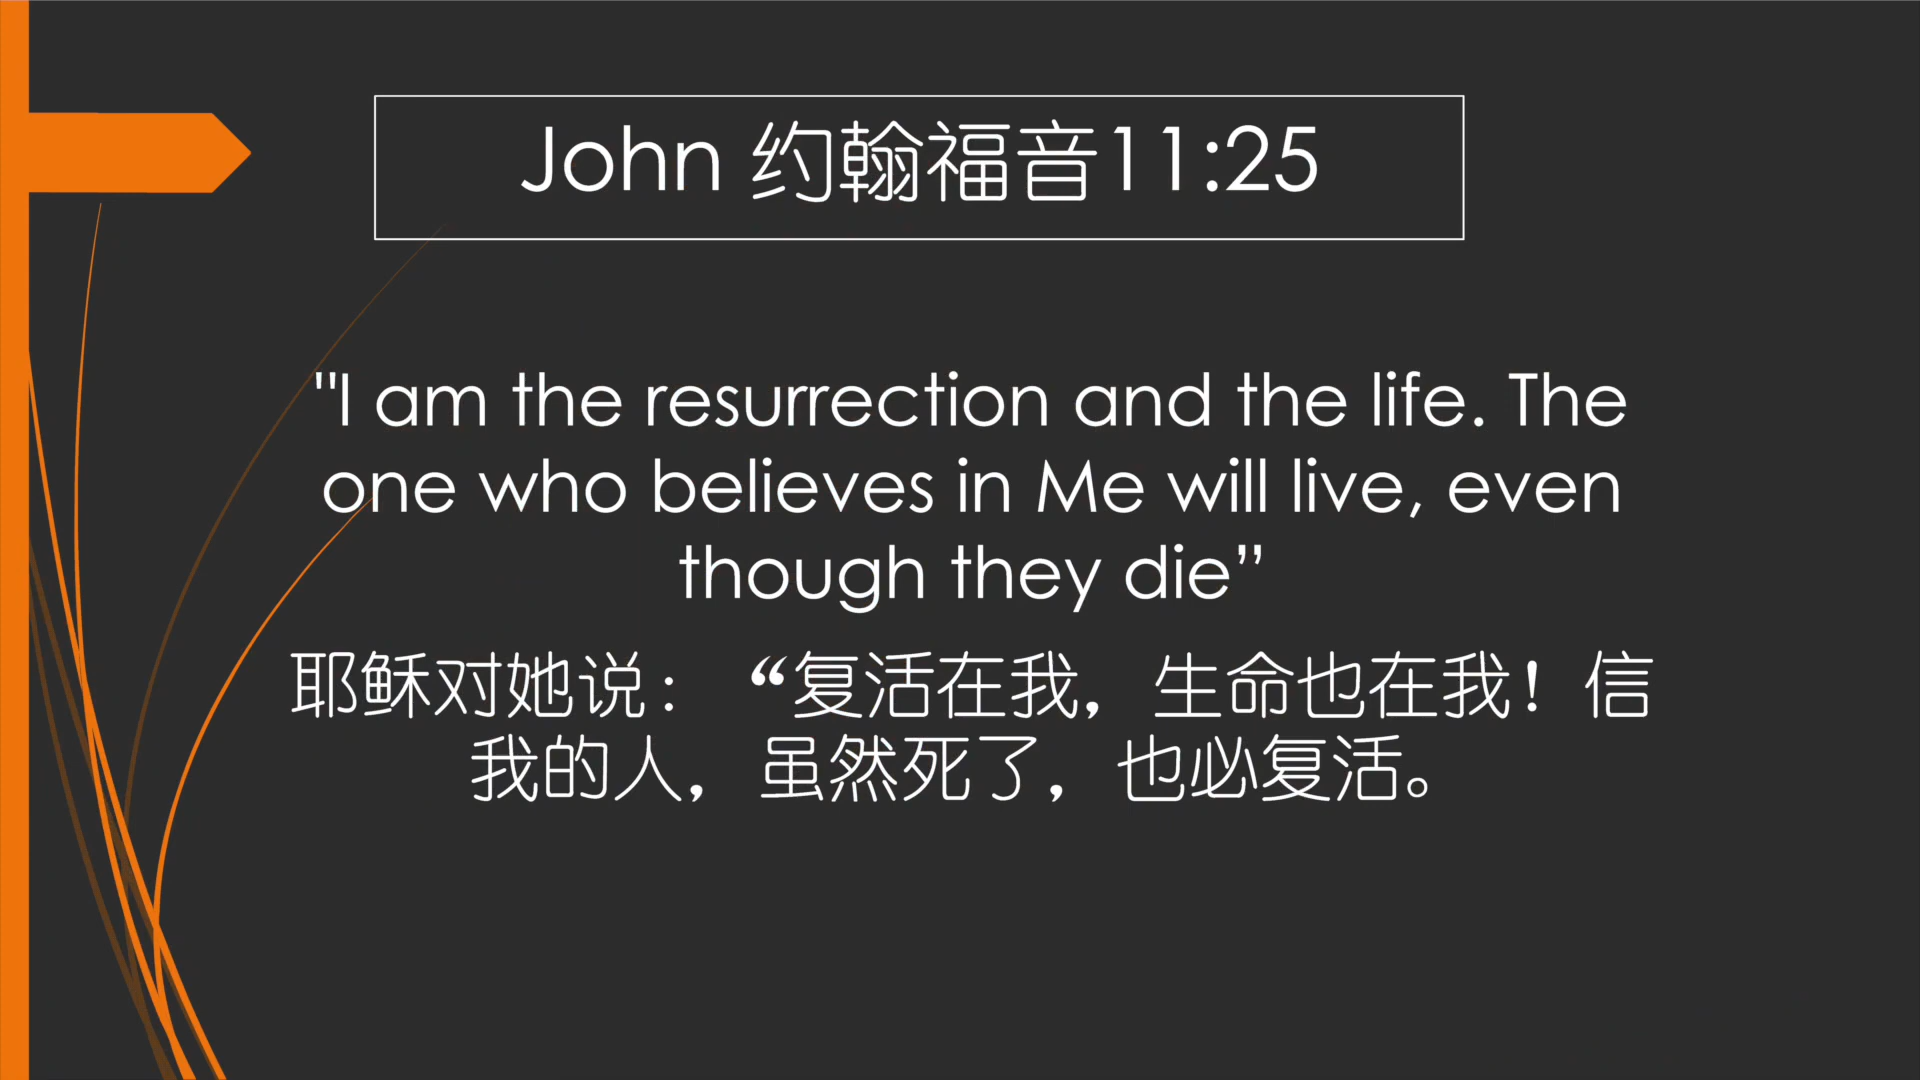 John 约翰福音11:25
"I am the resurrection and the life. The
one who believes in Me will live, even
though they die”
耶稣对她说：“复活在我，生命也在我！信
我的人，虽然死了，也必复活。